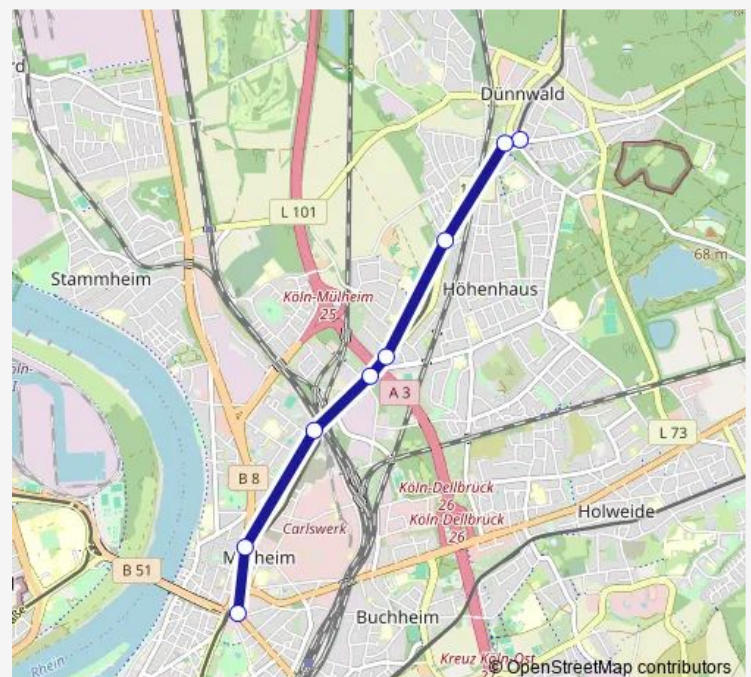 Dünnwald
L 101
68 m
Stammheim
Köln-Mülheim
25
Höhenhaus
A 3
L 73
B 8
Köln-Dellbrück
26
Köln Dellbrück
26
Carlswerk
Holweide
B 51
Buchheim
Rhein
Kreuz Köln-Ost
© OpenStreetMap contributors